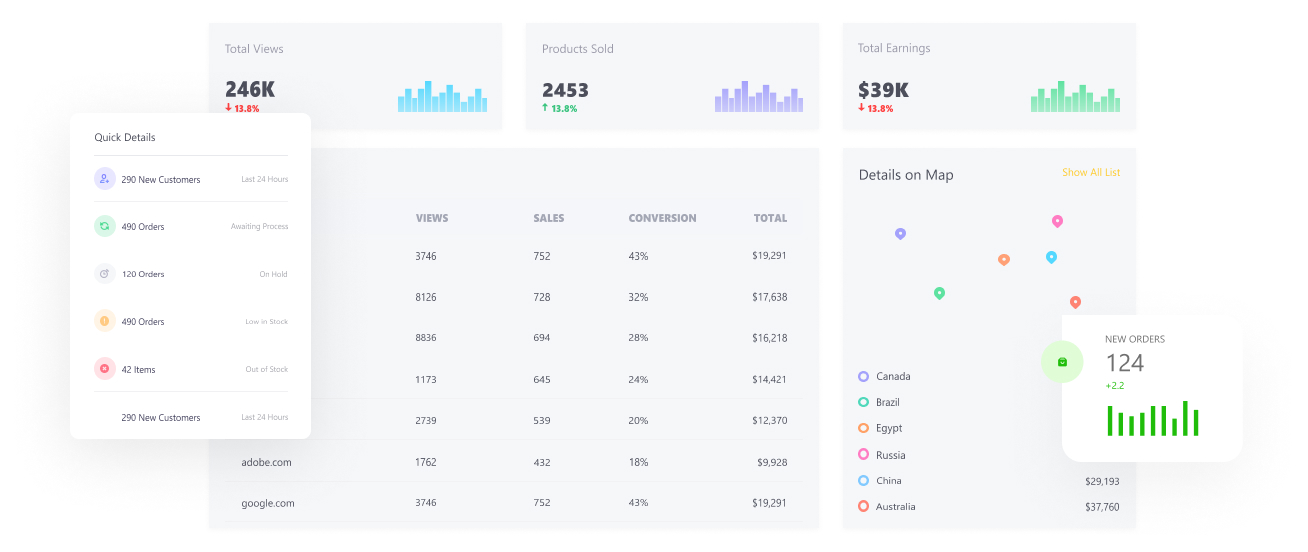 Total Views
246K
13.8%
Products Sold
2453
13.8%
Total Earnings
$39K
13.8%
Quick Details
290 New Customers Last 24 Hours
490 Orders Awaiting Process
120 Orders On Hold
490 Orders Low in Stock
42 Items Out of Stock
290 New Customers Last 24 Hours
VIEWS SALES CONVERSION TOTAL
3746 752 43% $19,291
8126 728 32% $17,638
8836 694 28% $16,218
1173 645 24% $14,421
2739 539 20% $12,370
adobe.com 1762 432 18% $9,928
google.com 3746 752 43% $19,291
Details on Map Show All List
Canada
Brazil
Egypt
Russia
China $29,193
Australia $37,760
NEW ORDERS
124
+2.2